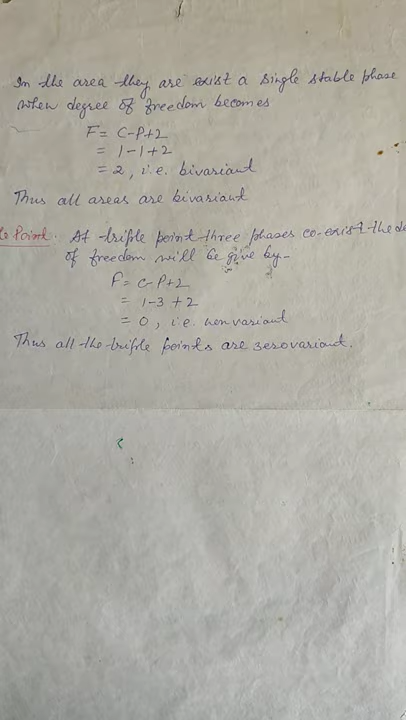 In the area they are exist a single stable phase
when degree of freedom becomes
F = C-P+2
= 1-1+2
= 2, i.e. bivariant
Thus all areas are bivariant
le Point. At triple point three phases co-exist the de
of freedom will be give by-
F = C-P+2
= 1-3+2
= 0, i.e. nonvariant
Thus all the triple points are zerovariant.